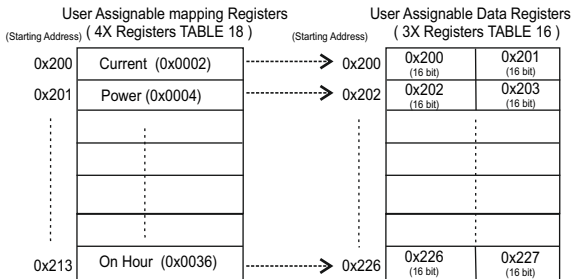 User Assignable mapping Registers
(Starting Address) ( 4X Registers TABLE 18 )
User Assignable Data Registers
(Starting Address) ( 3X Registers TABLE 16 )
0x200 Current (0x0002) 0x200 0x200 (16 bit) 0x201 (16 bit)
0x201 Power (0x0004) 0x202 0x202 (16 bit) 0x203 (16 bit)
0x213 On Hour (0x0036) 0x226 0x226 (16 bit) 0x227 (16 bit)